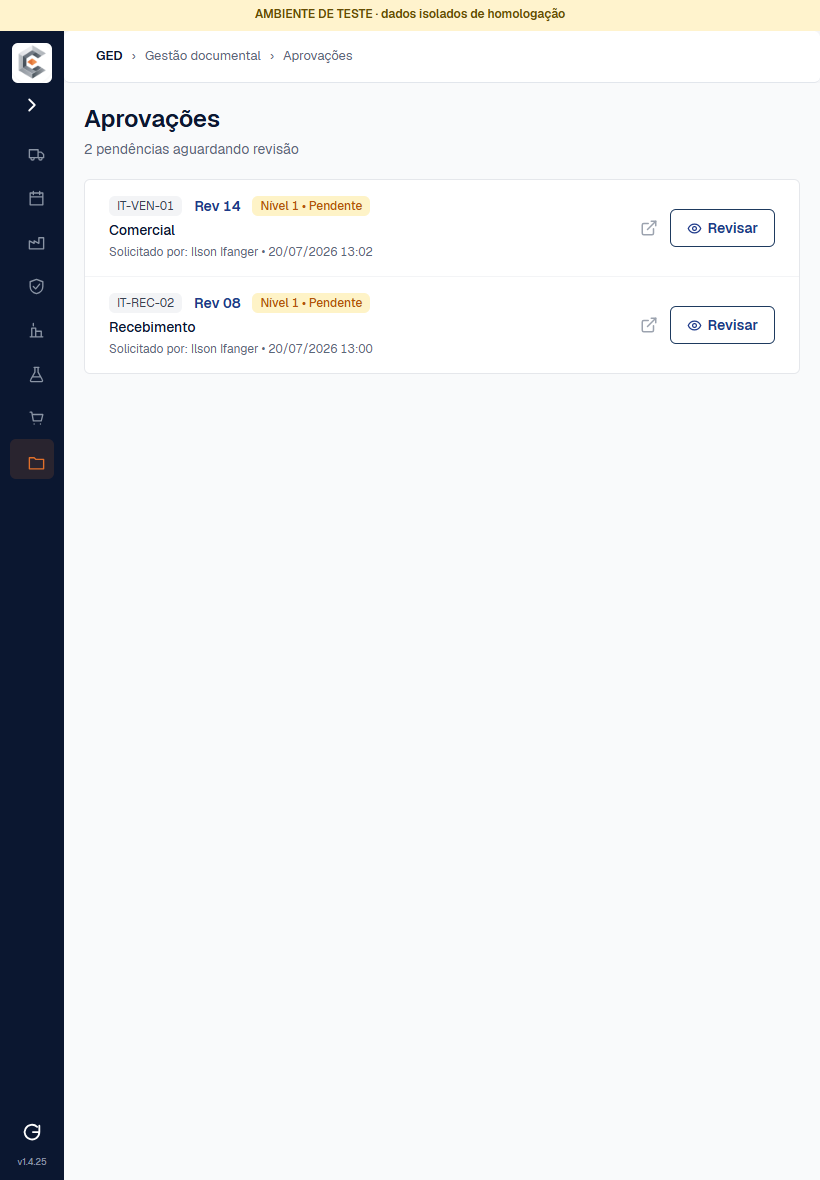 AMBIENTE DE TESTE · dados isolados de homologação
GED › Gestão documental › Aprovações
Aprovações
2 pendências aguardando revisão
IT-VEN-01 Rev 14 Nível 1 • Pendente
Comercial
Solicitado por: Ilson Ifanger • 20/07/2026 13:02
Revisar
IT-REC-02 Rev 08 Nível 1 • Pendente
Recebimento
Solicitado por: Ilson Ifanger • 20/07/2026 13:00
Revisar
v1.4.25